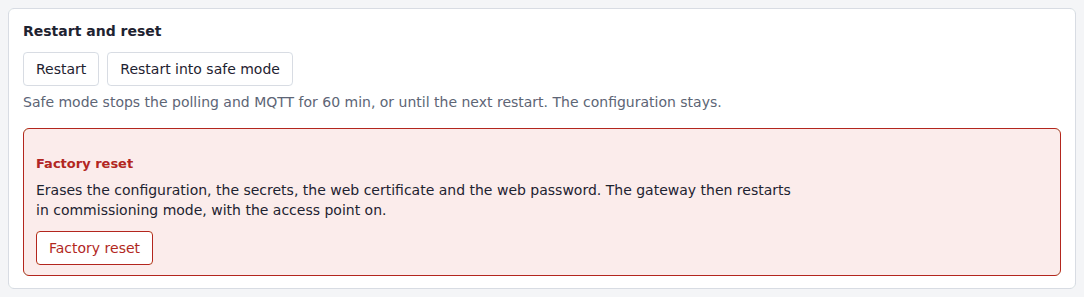 Restart and reset
Restart
Restart into safe mode
Safe mode stops the polling and MQTT for 60 min, or until the next restart. The configuration stays.
Factory reset
Erases the configuration, the secrets, the web certificate and the web password. The gateway then restarts
in commissioning mode, with the access point on.
Factory reset